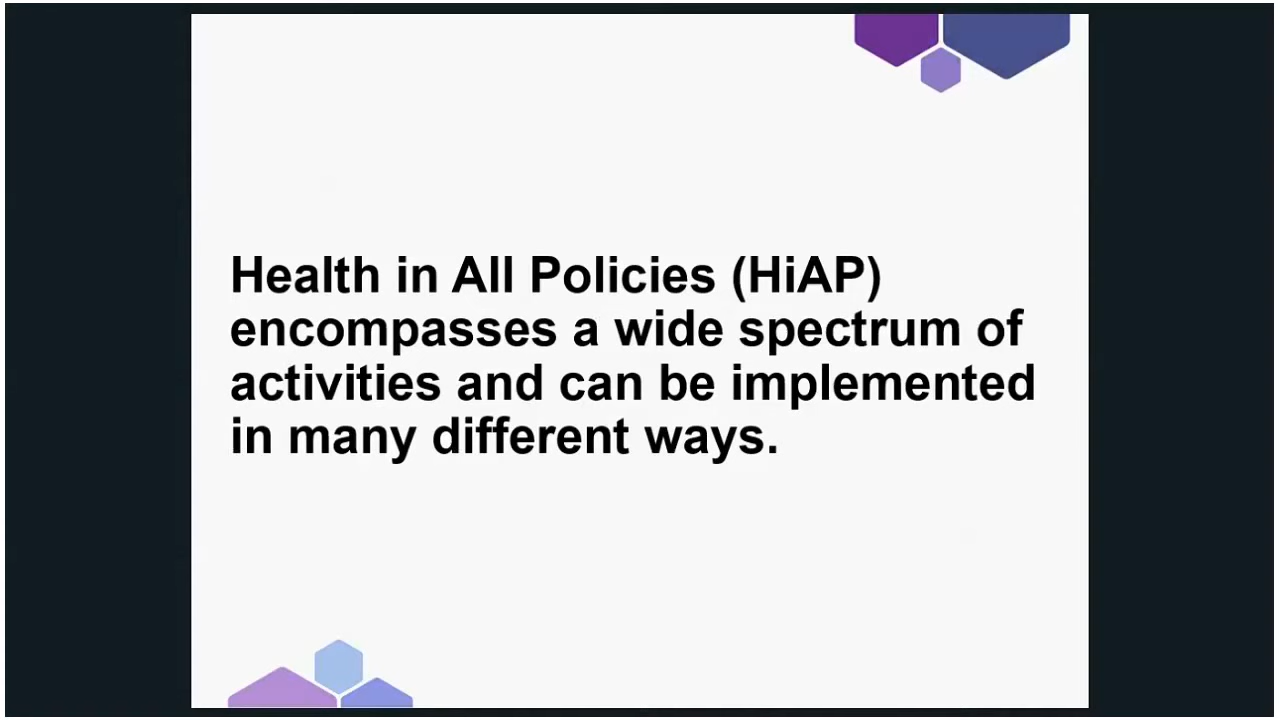 Health in All Policies (HiAP)
encompasses a wide spectrum of
activities and can be implemented
in many different ways.